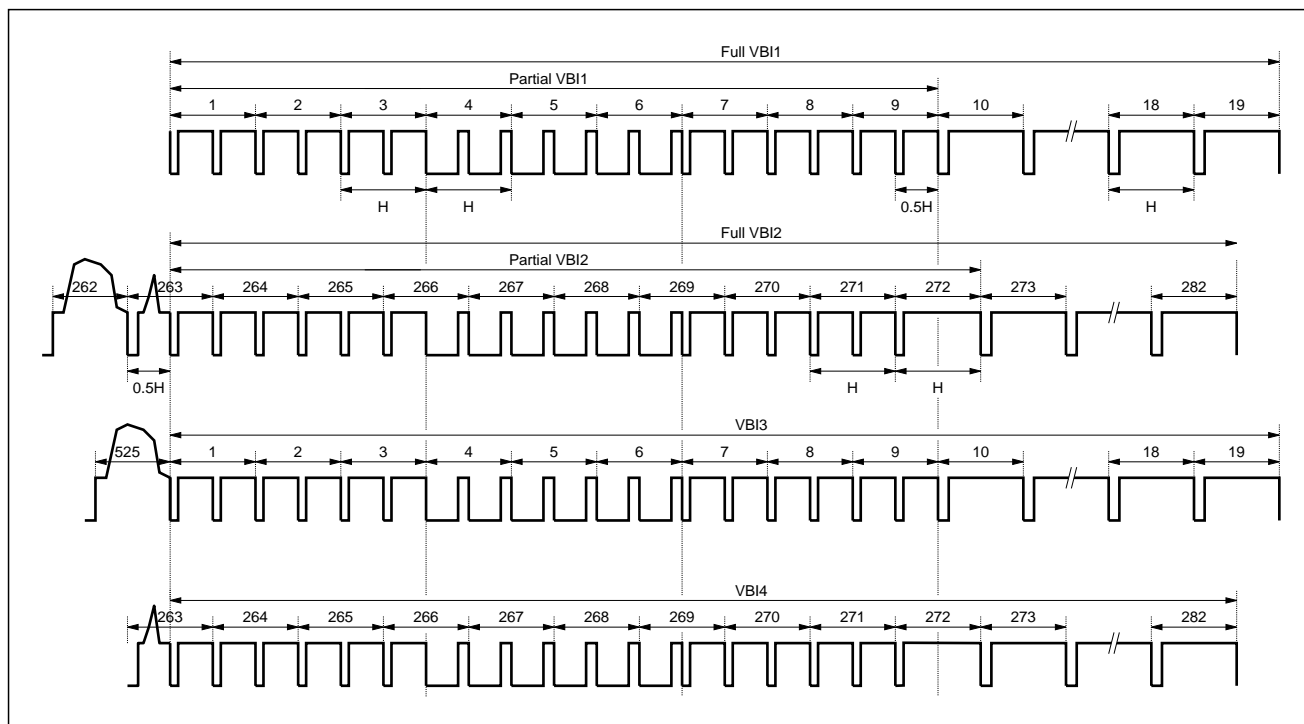 Full VBI1
Partial VBI1
1 2 3 4 5 6 7 8 9 10 18 19
H H 0.5H H
Full VBI2
Partial VBI2
262 263 264 265 266 267 268 269 270 271 272 273 282
0.5H H H
VBI3
525 1 2 3 4 5 6 7 8 9 10 18 19
VBI4
263 264 265 266 267 268 269 270 271 272 273 282